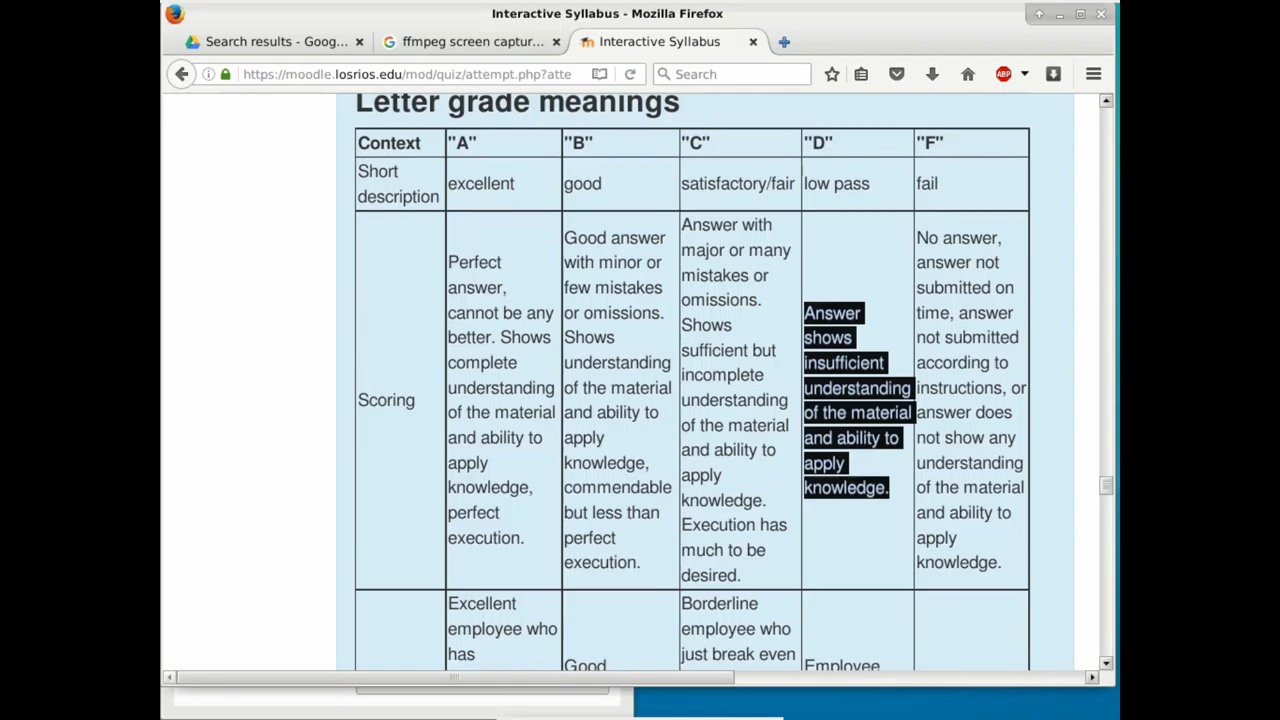 Interactive Syllabus - Mozilla Firefox
Search results - Goog...
ffmpeg screen captur...
Interactive Syllabus
https://moodle.losrios.edu/mod/quiz/attempt.php?atte
Search
ABP
Letter grade meanings
Context
"A"
"B"
"C"
"D"
"F"
Short
description
excellent
good
satisfactory/fair
low pass
fail
Scoring
Perfect
answer,
cannot be any
better. Shows
complete
understanding
of the material
and ability to
apply
knowledge,
perfect
execution.
Good answer
with minor or
few mistakes
or omissions.
Shows
understanding
of the material
and ability to
apply
knowledge,
commendable
but less than
perfect
execution.
Answer with
major or many
mistakes or
omissions.
Shows
sufficient but
incomplete
understanding
of the material
and ability to
apply
knowledge.
Execution has
much to be
desired.
Answer
shows
insufficient
understanding
of the material
and ability to
apply
knowledge.
No answer,
answer not
submitted on
time, answer
not submitted
according to
instructions, or
answer does
not show any
understanding
of the material
and ability to
apply
knowledge.
Excellent
employee who
has
Good
Borderline
employee who
just break even
Employee